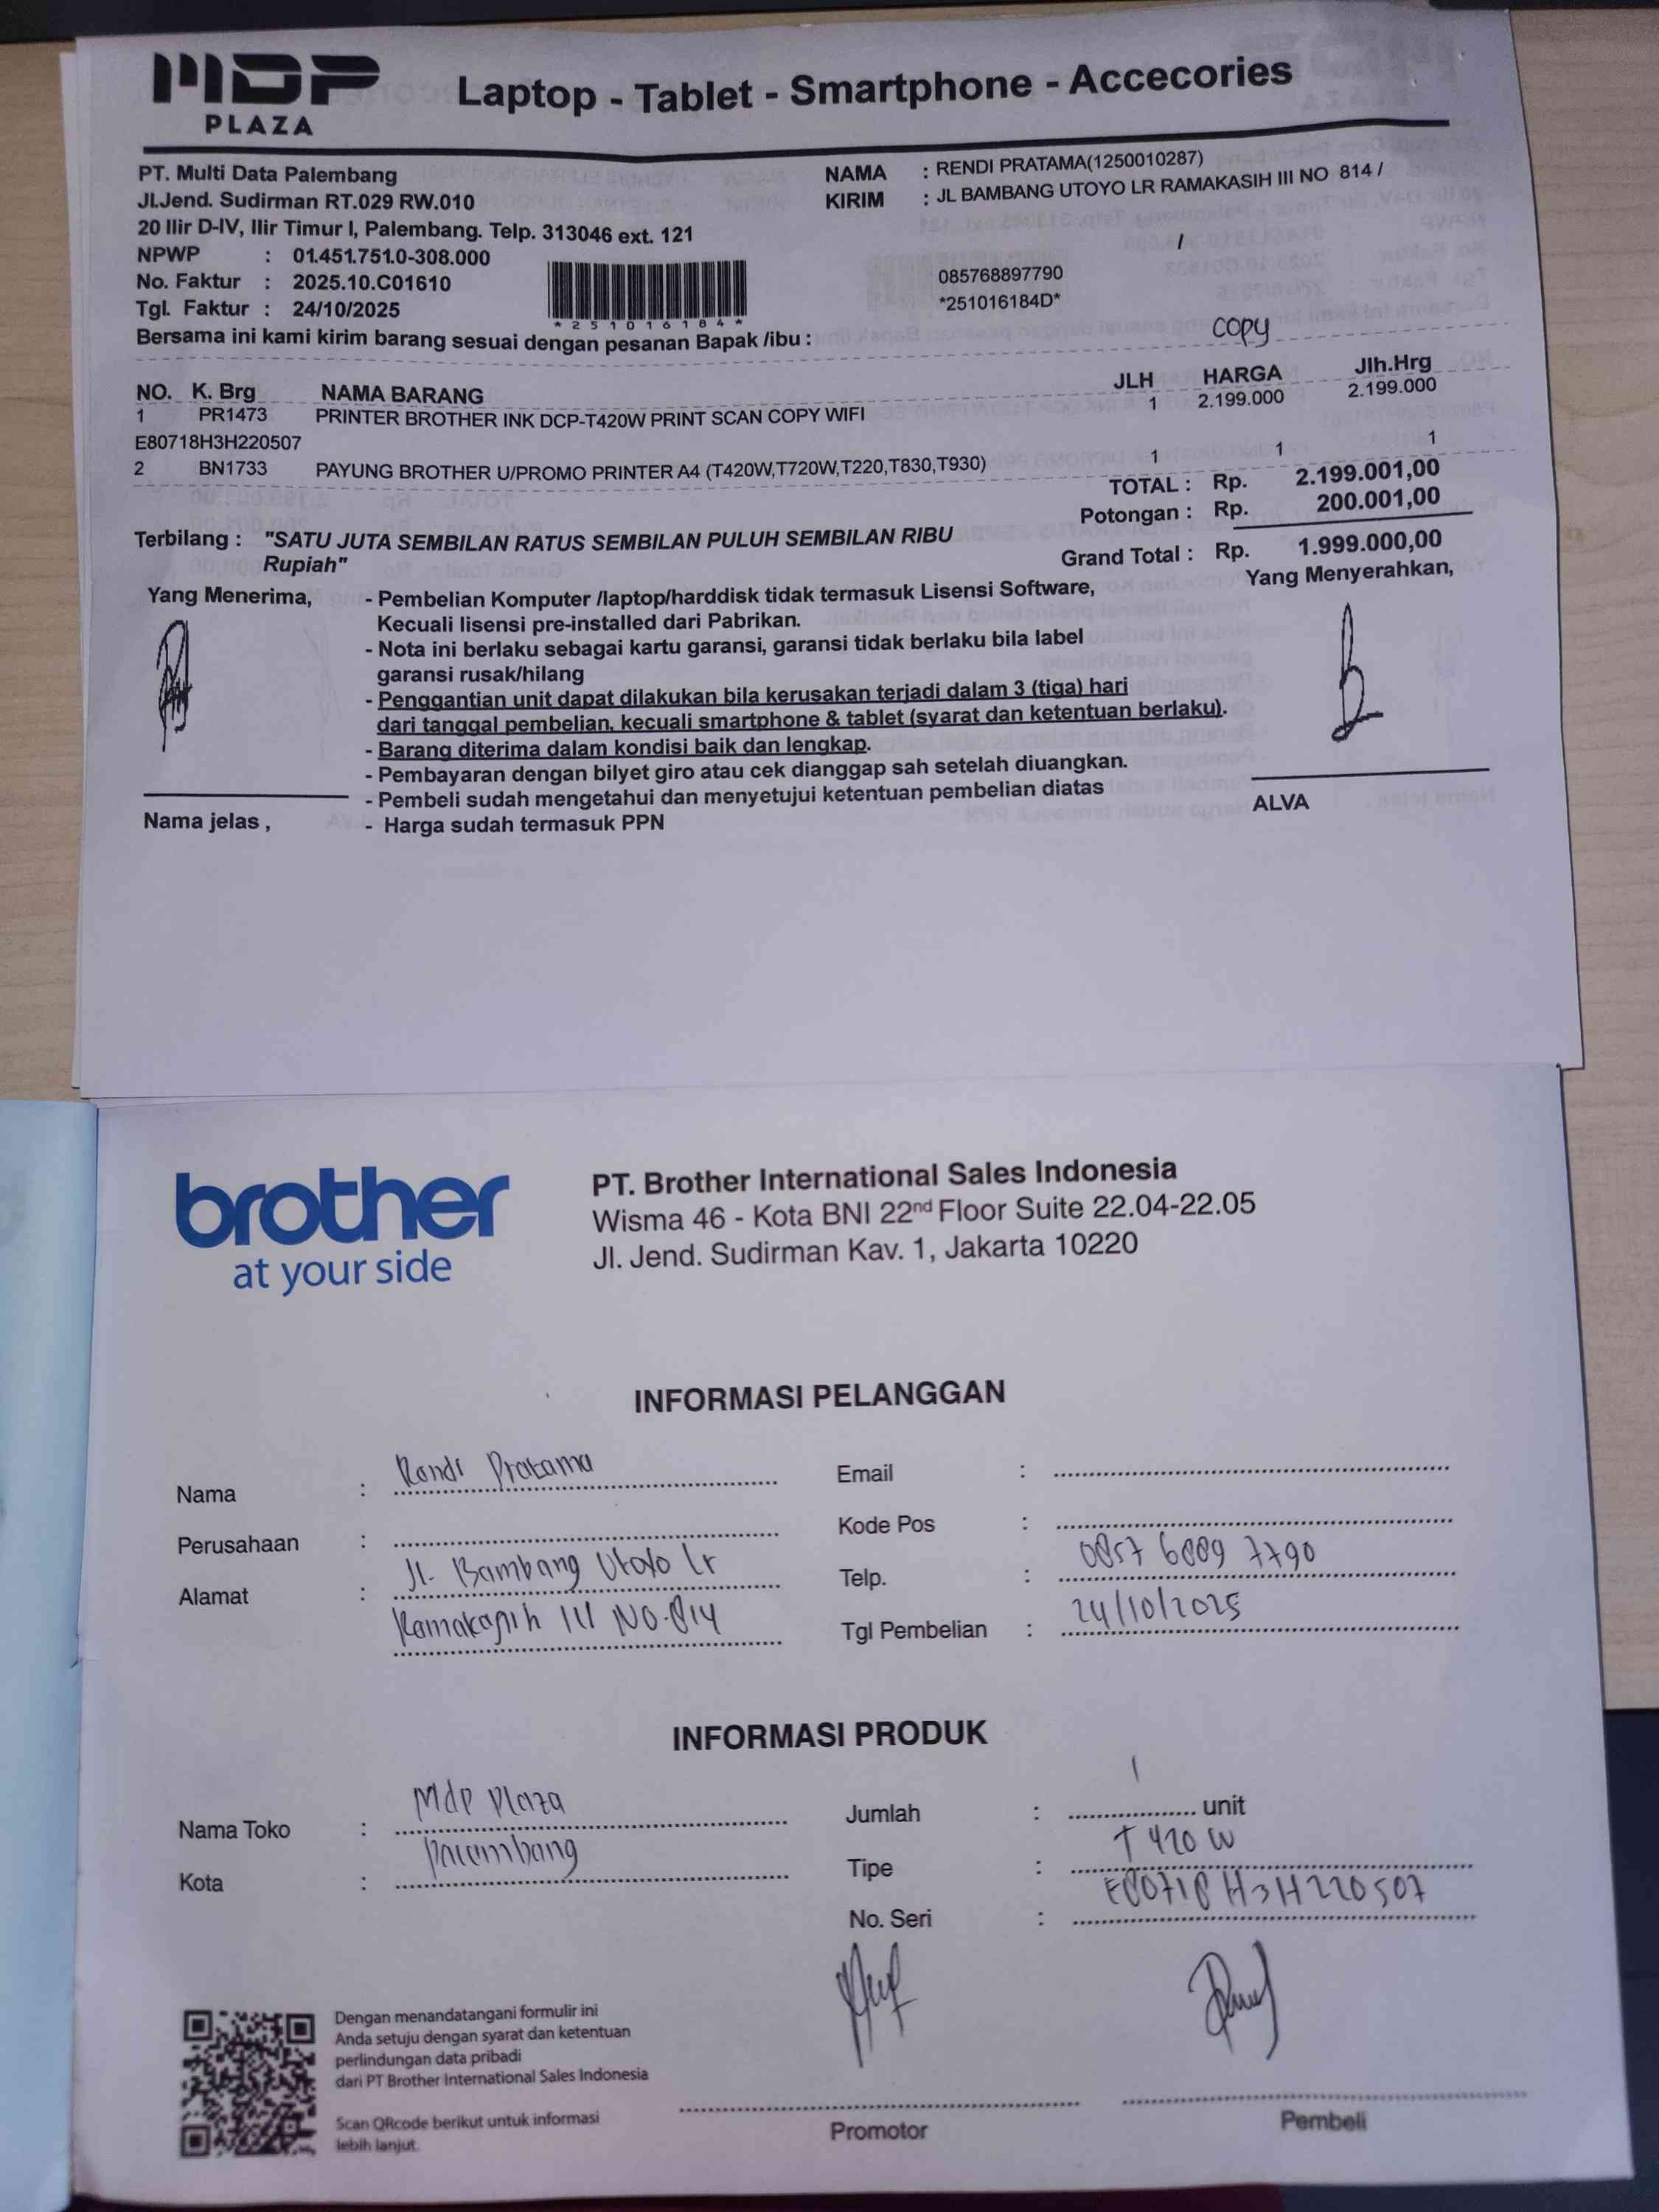 MDP PLAZA
Laptop - Tablet - Smartphone - Accecories
PT. Multi Data Palembang
Jl.Jend. Sudirman RT.029 RW.010
20 Ilir D-IV, Ilir Timur I, Palembang. Telp. 313046 ext. 121
NPWP : 01.451.751.0-308.000
No. Faktur : 2025.10.C01610
Tgl. Faktur : 24/10/2025
*251016184*
NAMA : RENDI PRATAMA(1250010287)
KIRIM : JL BAMBANG UTOYO LR RAMAKASIH III NO 814 /
/
085768897790
*251016184D*
copy
Bersama ini kami kirim barang sesuai dengan pesanan Bapak /ibu :
NO. K. Brg NAMA BARANG JLH HARGA Jlh.Hrg
1 PR1473 PRINTER BROTHER INK DCP-T420W PRINT SCAN COPY WIFI 1 2.199.000 2.199.000
E80718H3H220507
2 BN1733 PAYUNG BROTHER U/PROMO PRINTER A4 (T420W,T720W,T220,T830,T930) 1 1 1
TOTAL : Rp. 2.199.001,00
Potongan : Rp. 200.001,00
Grand Total : Rp. 1.999.000,00
Terbilang : "SATU JUTA SEMBILAN RATUS SEMBILAN PULUH SEMBILAN RIBU
Rupiah"
Yang Menerima,
- Pembelian Komputer /laptop/harddisk tidak termasuk Lisensi Software,
Kecuali lisensi pre-installed dari Pabrikan.
- Nota ini berlaku sebagai kartu garansi, garansi tidak berlaku bila label
garansi rusak/hilang
- Penggantian unit dapat dilakukan bila kerusakan terjadi dalam 3 (tiga) hari
dari tanggal pembelian, kecuali smartphone & tablet (syarat dan ketentuan berlaku).
- Barang diterima dalam kondisi baik dan lengkap.
- Pembayaran dengan bilyet giro atau cek dianggap sah setelah diuangkan.
- Pembeli sudah mengetahui dan menyetujui ketentuan pembelian diatas
- Harga sudah termasuk PPN
Nama jelas ,
Yang Menyerahkan,
ALVA
brother
at your side
PT. Brother International Sales Indonesia
Wisma 46 - Kota BNI 22nd Floor Suite 22.04-22.05
Jl. Jend. Sudirman Kav. 1, Jakarta 10220
INFORMASI PELANGGAN
Nama : Rendi Pratama
Perusahaan :
Alamat : Jl. Bambang Utoyo Lr
Ramakasih III No.814
Email :
Kode Pos :
Telp. : 0857 6889 7790
Tgl Pembelian : 24/10/2025
INFORMASI PRODUK
Nama Toko : Mdp Plaza
Kota : Palembang
Jumlah : 1 unit
Tipe : T 420 W
No. Seri : E80718H3H220507
Dengan menandatangani formulir ini
Anda setuju dengan syarat dan ketentuan
perlindungan data pribadi
dari PT Brother International Sales Indonesia
Scan QRcode berikut untuk informasi
lebih lanjut.
Promotor
Pembeli